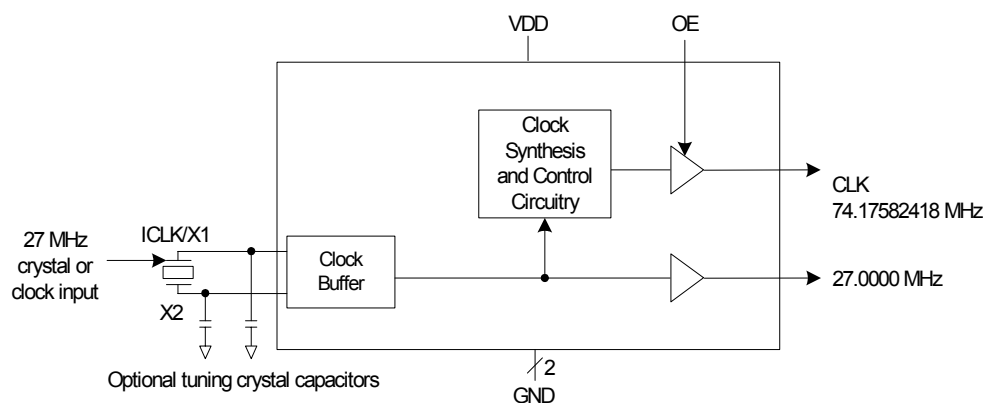 VDD
OE
Clock
Synthesis
and Control
Circuitry
CLK
74.17582418 MHz
27 MHz
crystal or
clock input
ICLK/X1
Clock
Buffer
27.0000 MHz
X2
Optional tuning crystal capacitors
2
GND